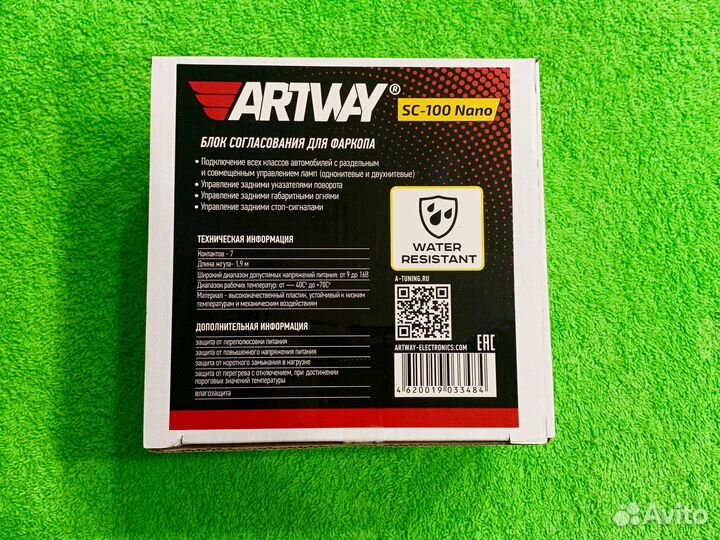 ARTWAY®
SC-100 Nano
БЛОК СОГЛАСОВАНИЯ ДЛЯ ФАРКОПА
• Подключение всех классов автомобилей с раздельным
и совмещенным управлением ламп (однонитевые и двухнитевые)
• Управление задними указателями поворота
• Управление задними габаритными огнями
• Управление задними стоп-сигналами
WATER
RESISTANT
ТЕХНИЧЕСКАЯ ИНФОРМАЦИЯ
Контактов - 7
Длина жгута- 1,9 м
Широкий диапазон допустимых напряжений питания: от 9 до 16В
Диапазон рабочих температур: от — 40C° до +70C°
Материал - высококачественный пластик, устойчивый к низким
температурам и механическим воздействиям
A-TUNING.RU
ARTWAY-ELECTRONICS.COM
EAC
ДОПОЛНИТЕЛЬНАЯ ИНФОРМАЦИЯ
защита от переполюсовки питания
защита от повышенного напряжения питания
защита от короткого замыкания в нагрузке
защита от перегрева с отключением, при достижении
пороговых значений температуры
влагозащита
4 620019 033484
Avito